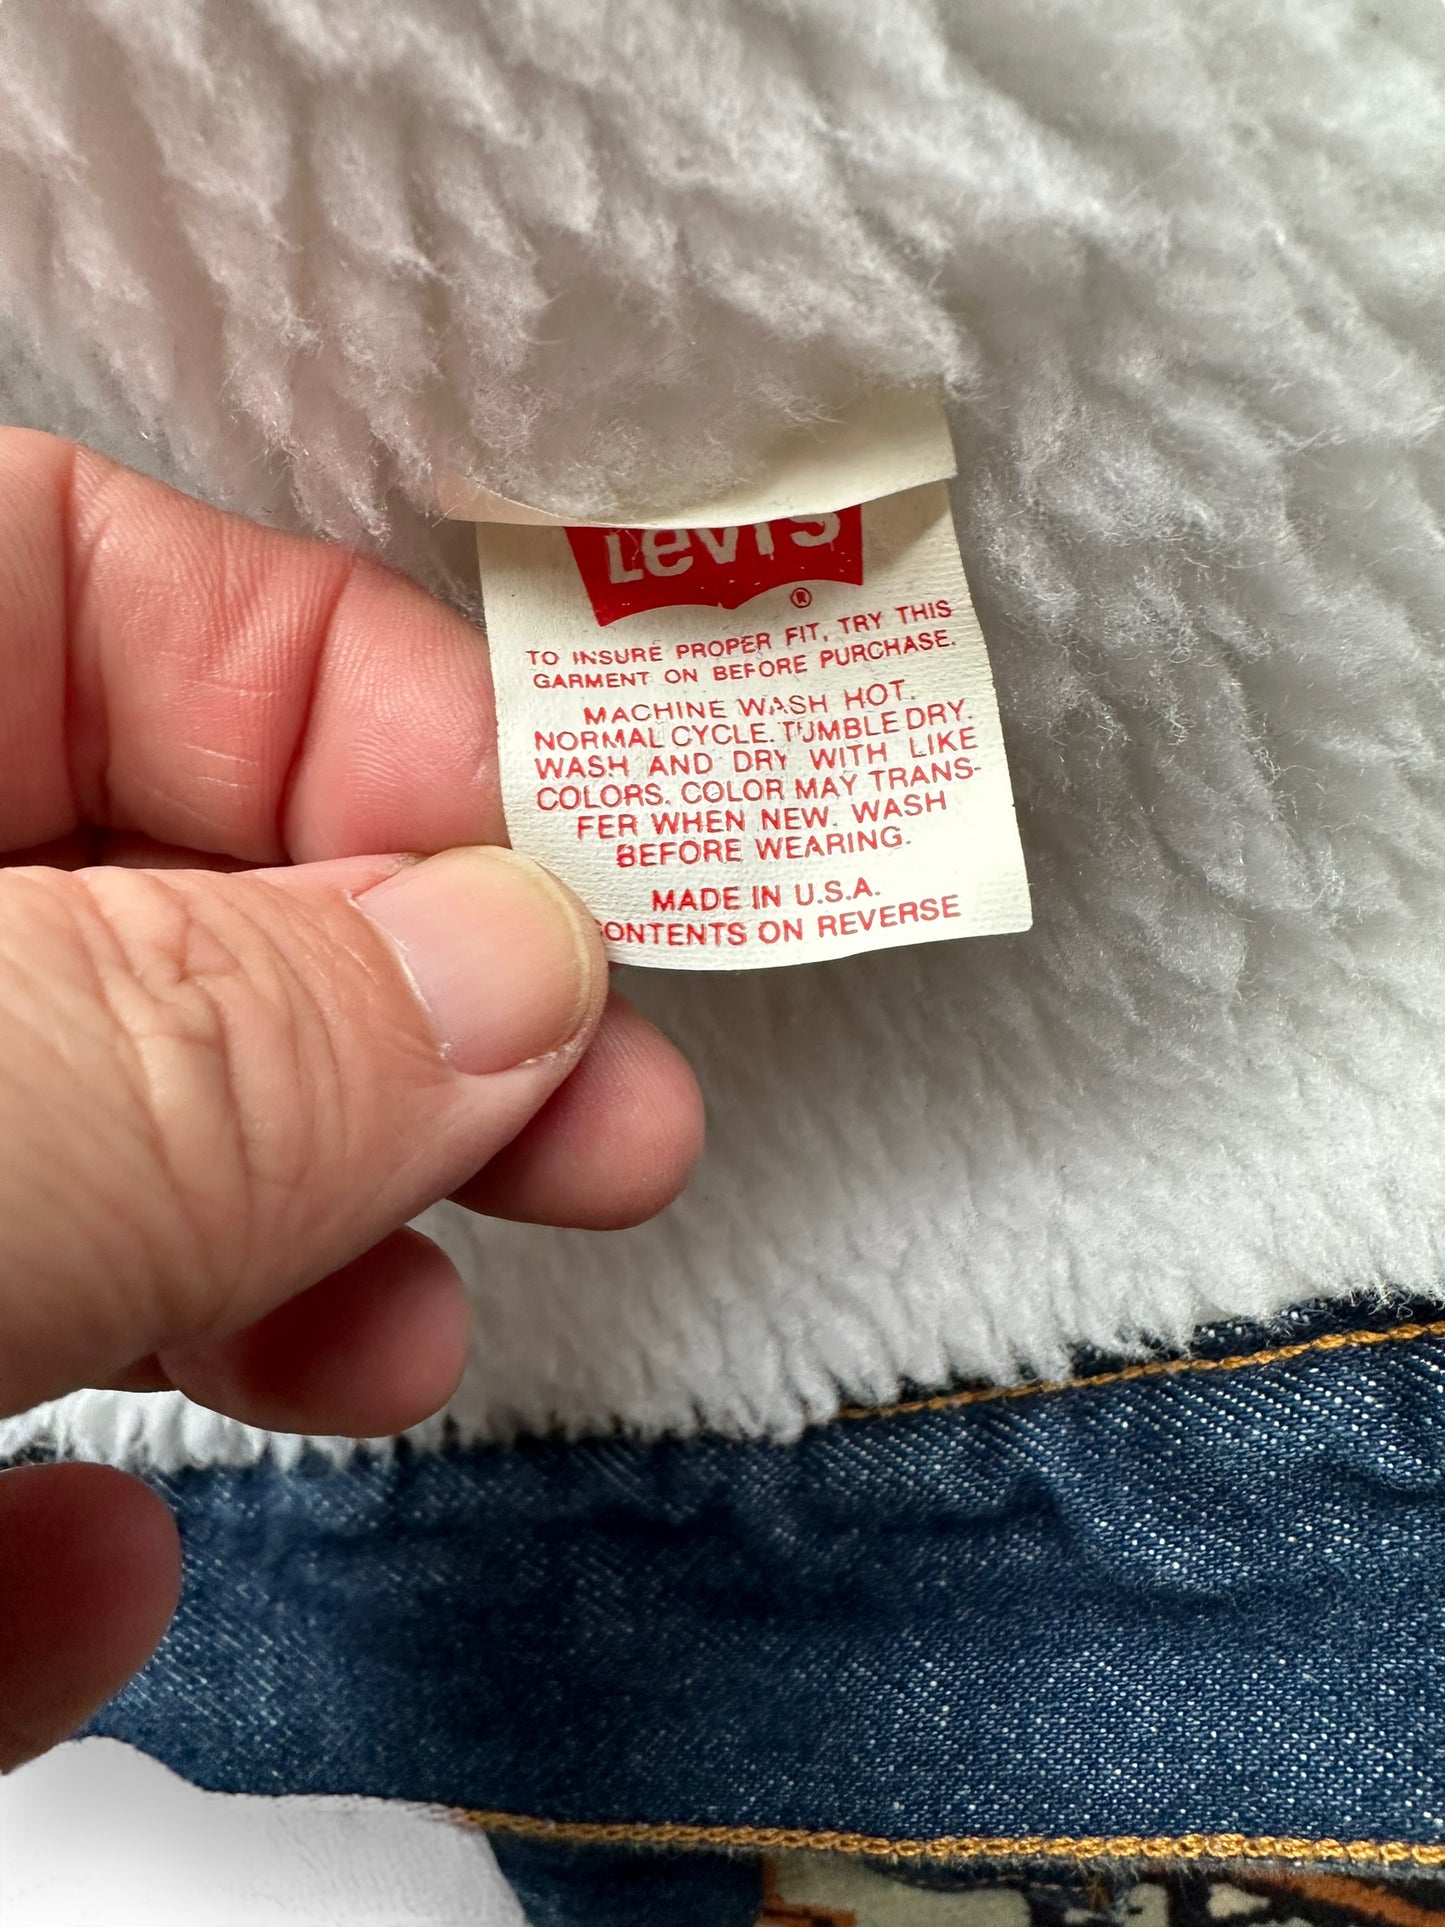 Levi's
®
TO INSURE PROPER FIT, TRY THIS
GARMENT ON BEFORE PURCHASE.
MACHINE WASH HOT.
NORMAL CYCLE. TUMBLE DRY.
WASH AND DRY WITH LIKE
COLORS. COLOR MAY TRANS-
FER WHEN NEW. WASH
BEFORE WEARING.
MADE IN U.S.A.
ONTENTS ON REVERSE